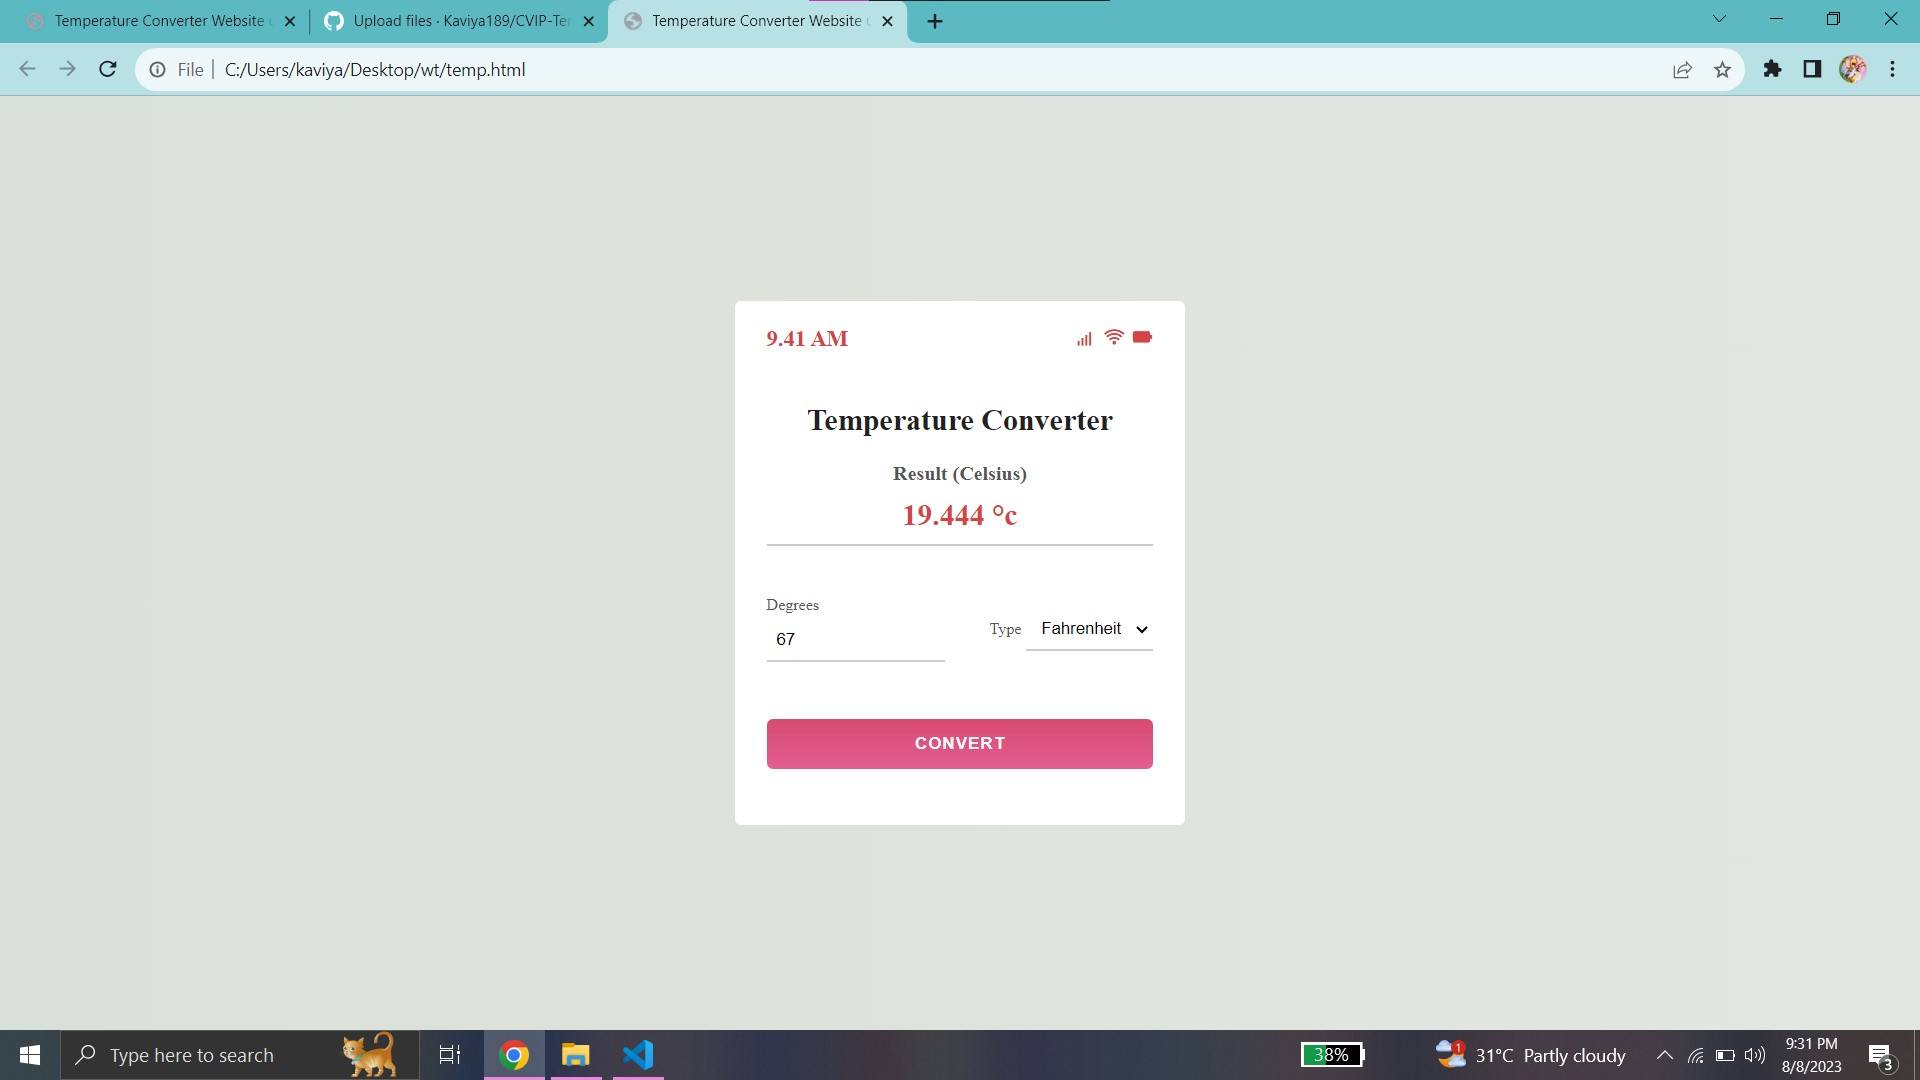 Temperature Converter Website
Upload files · Kaviya189/CVIP-Ter
Temperature Converter Website
File
C:/Users/kaviya/Desktop/wt/temp.html
9.41 AM
Temperature Converter
Result (Celsius)
19.444 °c
Degrees
67
Type
Fahrenheit
CONVERT
Type here to search
38%
1
31°C Partly cloudy
9:31 PM
8/8/2023
3